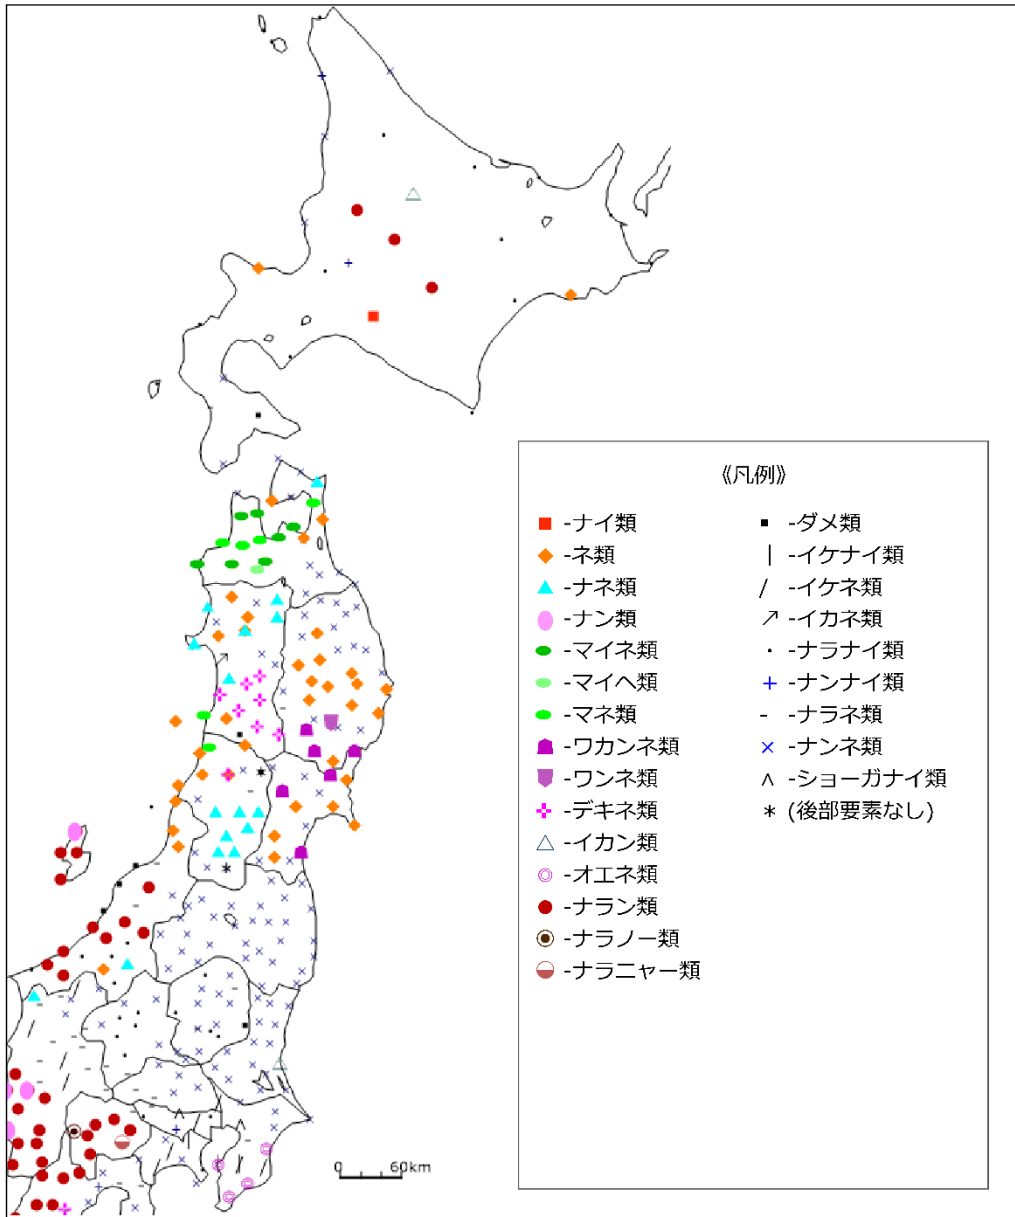 《凡例》
-ナイ類
-ネ類
-ナネ類
-ナン類
-マイネ類
-マイヘ類
-マネ類
-ワカンネ類
-ワンネ類
-デキネ類
-イカン類
-オエネ類
-ナラン類
-ナラノー類
-ナラニャー類
-ダメ類
-イケナイ類
-イケネ類
-イカネ類
-ナラナイ類
-ナンナイ類
-ナラネ類
-ナンネ類
-ショーガナイ類
(後部要素なし)
0 60km